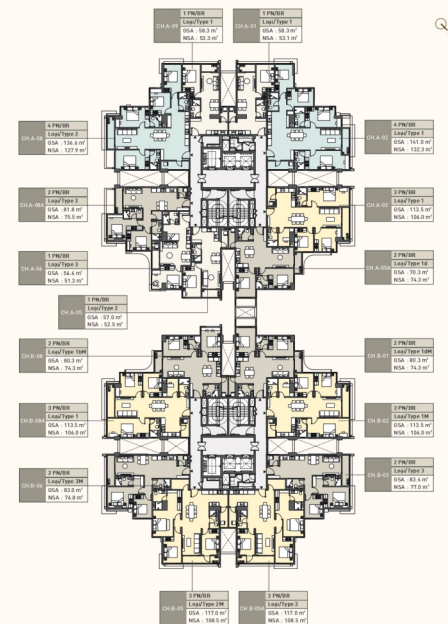 CH.A-09
1 PN/BR
Loại/Type 1
GSA : 58.3 m²
NSA : 53.3 m²
CH.A-01
1 PN/BR
Loại/Type 1
GSA : 58.3 m²
NSA : 53.1 m²
CH.A-08
4 PN/BR
Loại/Type 2
GSA : 136.6 m²
NSA : 127.9 m²
CH.A-02
4 PN/BR
Loại/Type 1
GSA : 141.0 m²
NSA : 132.3 m²
CH.A-08A
2 PN/BR
Loại/Type 2
GSA : 81.8 m²
NSA : 75.5 m²
CH.A-03
3 PN/BR
Loại/Type 1
GSA : 113.5 m²
NSA : 106.0 m²
CH.A-06
1 PN/BR
Loại/Type 3
GSA : 56.6 m²
NSA : 51.3 m²
CH.A-05A
2 PN/BR
Loại/Type 1d
GSA : 70.3 m²
NSA : 74.3 m²
CH.A-05
1 PN/BR
Loại/Type 2
GSA : 57.0 m²
NSA : 52.5 m²
CH.B-08
2 PN/BR
Loại/Type 1bM
GSA : 80.3 m²
NSA : 74.3 m²
CH.B-01
2 PN/BR
Loại/Type 1dM
GSA : 80.3 m²
NSA : 74.3 m²
CH.B-08A
3 PN/BR
Loại/Type 1
GSA : 113.5 m²
NSA : 106.0 m²
CH.B-02
3 PN/BR
Loại/Type 1M
GSA : 113.5 m²
NSA : 106.0 m²
CH.B-06
2 PN/BR
Loại/Type 3M
GSA : 83.0 m²
NSA : 76.8 m²
CH.B-03
2 PN/BR
Loại/Type 3
GSA : 83.4 m²
NSA : 77.0 m²
CH.B-05
3 PN/BR
Loại/Type 2M
GSA : 117.0 m²
NSA : 108.5 m²
CH.B-05A
3 PN/BR
Loại/Type 2
GSA : 117.0 m²
NSA : 108.5 m²